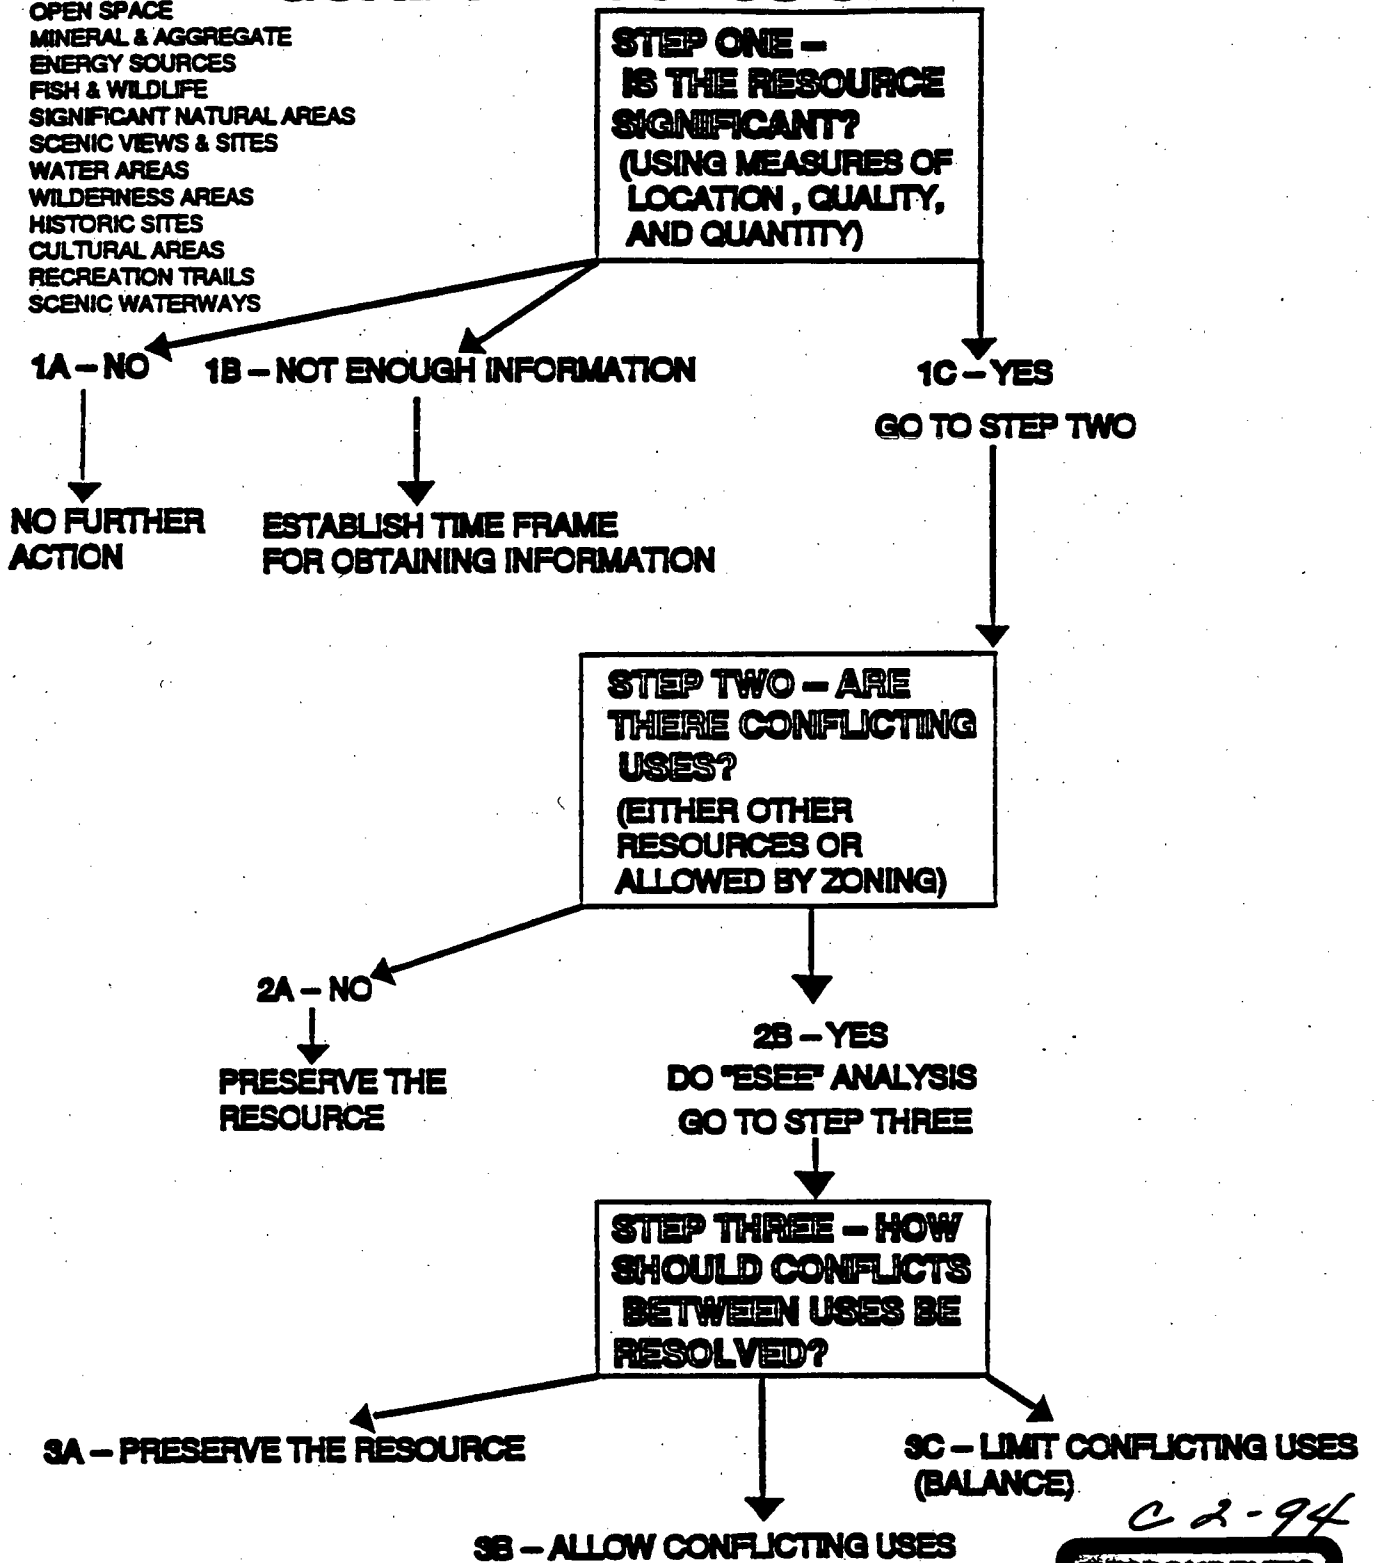 OPEN SPACE
MINERAL & AGGREGATE
ENERGY SOURCES
FISH & WILDLIFE
SIGNIFICANT NATURAL AREAS
SCENIC VIEWS & SITES
WATER AREAS
WILDERNESS AREAS
HISTORIC SITES
CULTURAL AREAS
RECREATION TRAILS
SCENIC WATERWAYS
STEP ONE –
IS THE RESOURCE
SIGNIFICANT?
(USING MEASURES OF
LOCATION , QUALITY,
AND QUANTITY)
1A – NO
1B – NOT ENOUGH INFORMATION
1C – YES
GO TO STEP TWO
NO FURTHER
ACTION
ESTABLISH TIME FRAME
FOR OBTAINING INFORMATION
STEP TWO – ARE
THERE CONFLICTING
USES?
(EITHER OTHER
RESOURCES OR
ALLOWED BY ZONING)
2A – NO
PRESERVE THE
RESOURCE
2B – YES
DO "ESEE" ANALYSIS
GO TO STEP THREE
STEP THREE – HOW
SHOULD CONFLICTS
BETWEEN USES BE
RESOLVED?
3A – PRESERVE THE RESOURCE
3C – LIMIT CONFLICTING USES
(BALANCE)
C 2-94
3B – ALLOW CONFLICTING USES